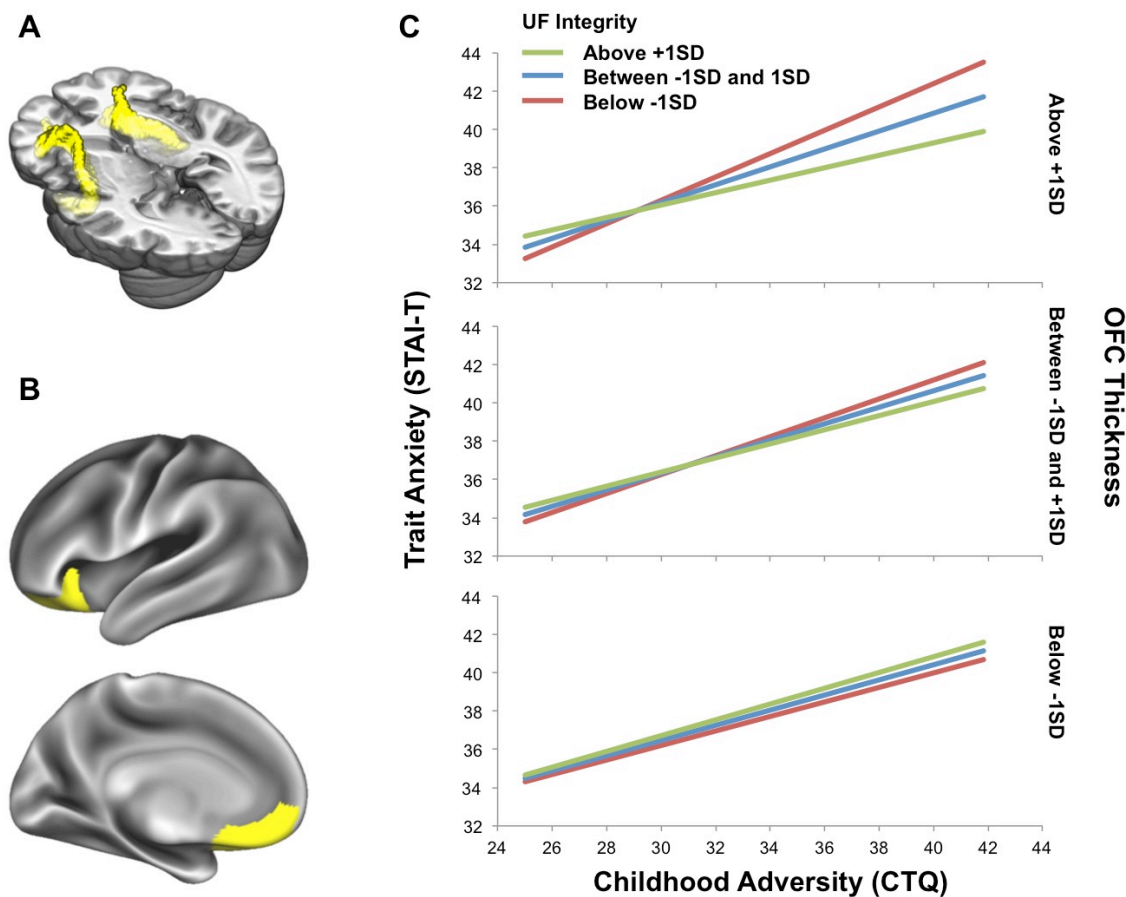 A
B
C
UF Integrity
Above +1SD
Between -1SD and 1SD
Below -1SD
44
42
40
38
36
34
32
Above +1SD
44
42
40
38
36
34
32
Between -1SD and +1SD
44
42
40
38
36
34
32
Below -1SD
24 26 28 30 32 34 36 38 40 42 44
Trait Anxiety (STAI-T)
OFC Thickness
Childhood Adversity (CTQ)